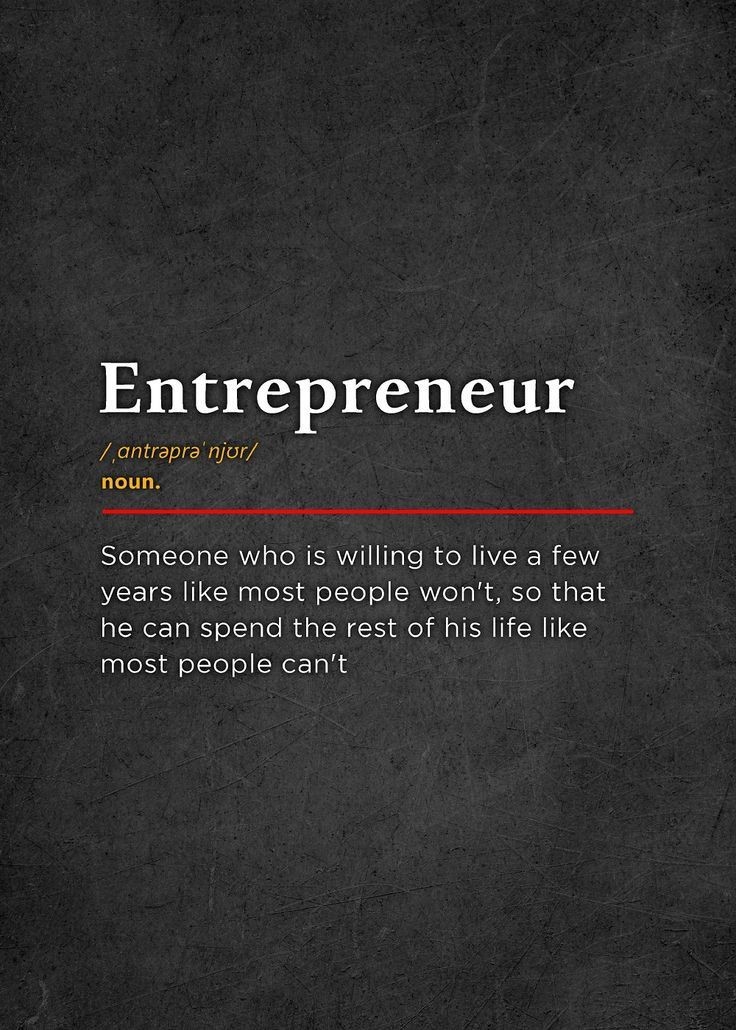 Entrepreneur
/ˌɑntrəprəˈnjʊr/
noun.
Someone who is willing to live a few
years like most people won't, so that
he can spend the rest of his life like
most people can't